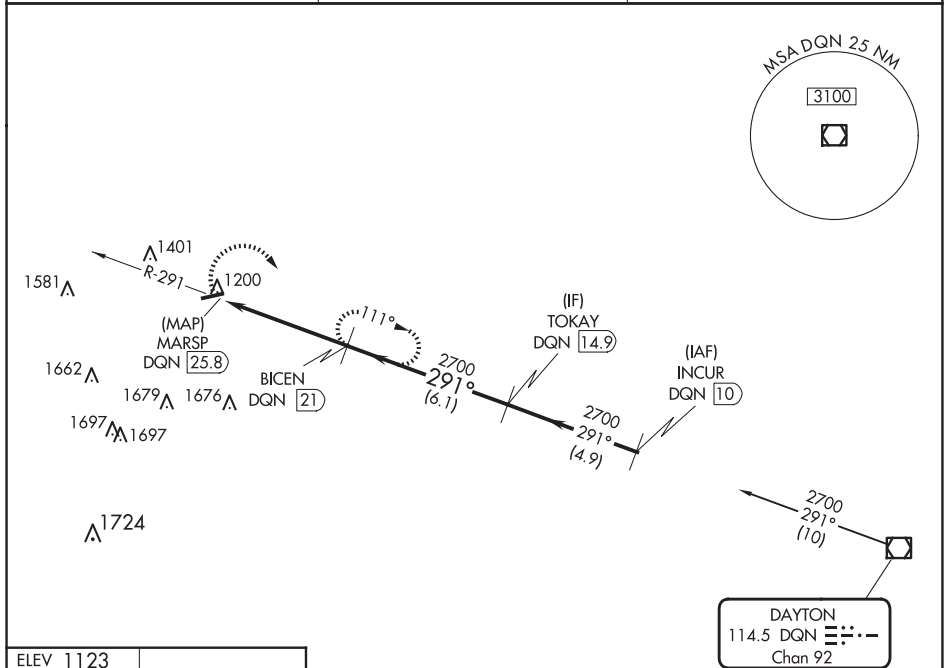 MSA DQN 25 NM
3100
1401
R-291
1581
1200
(MAP)
MARSP
DQN 25.8
111°
BICEN
DQN 21
2700
291°
(6.1)
(IF)
TOKAY
DQN 14.9
(IAF)
INCUR
DQN 10
2700
291°
(4.9)
1662
1679
1676
1697
1697
1724
2700
291°
(10)
DAYTON
114.5 DQN
Chan 92
ELEV 1123